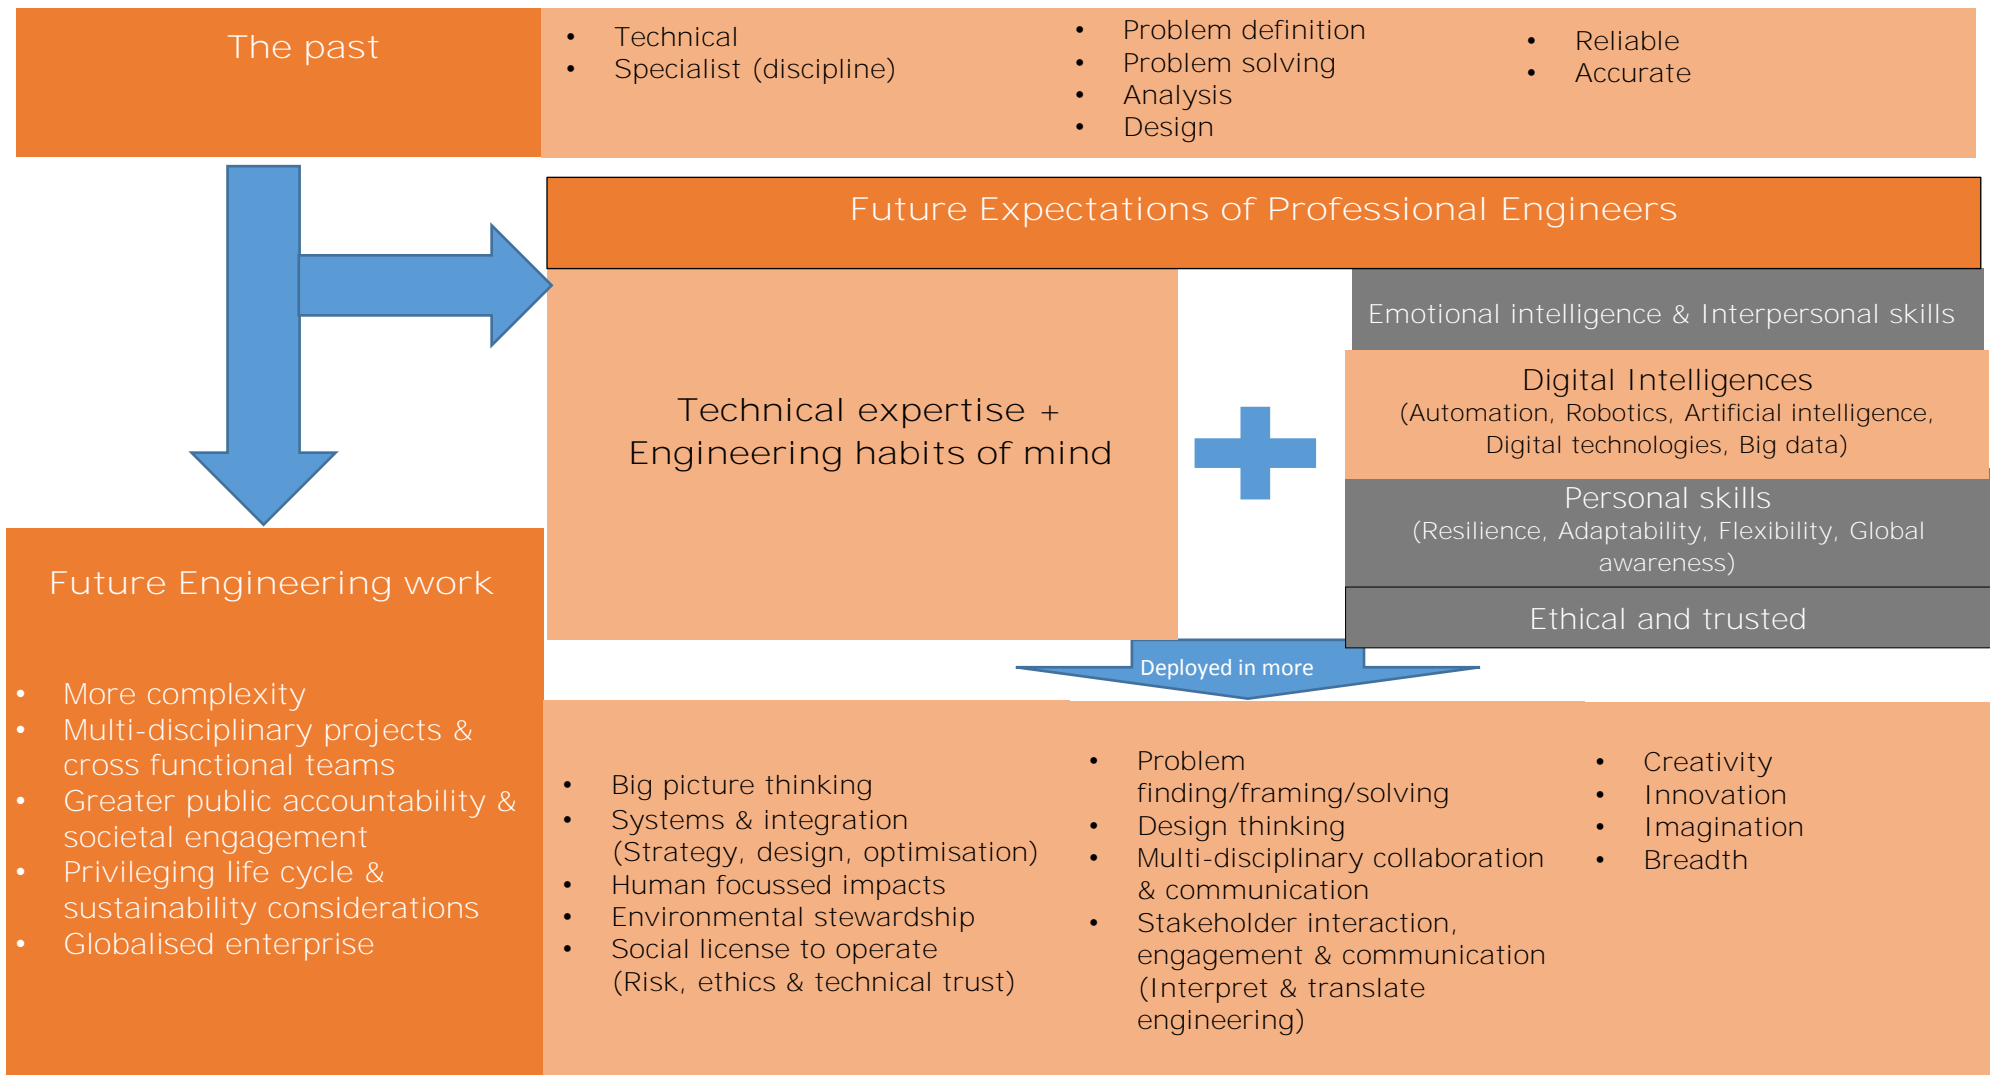 The past
• Technical
• Specialist (discipline)
• Problem definition
• Problem solving
• Analysis
• Design
• Reliable
• Accurate
Future Expectations of Professional Engineers
Technical expertise +
Engineering habits of mind
Emotional intelligence & Interpersonal skills
Digital Intelligences
(Automation, Robotics, Artificial intelligence,
Digital technologies, Big data)
Personal skills
(Resilience, Adaptability, Flexibility, Global
awareness)
Ethical and trusted
Deployed in more
Future Engineering work
• More complexity
• Multi-disciplinary projects &
cross functional teams
• Greater public accountability &
societal engagement
• Privileging life cycle &
sustainability considerations
• Globalised enterprise
• Big picture thinking
• Systems & integration
(Strategy, design, optimisation)
• Human focussed impacts
• Environmental stewardship
• Social license to operate
(Risk, ethics & technical trust)
• Problem
finding/framing/solving
• Design thinking
• Multi-disciplinary collaboration
& communication
• Stakeholder interaction,
engagement & communication
(Interpret & translate
engineering)
• Creativity
• Innovation
• Imagination
• Breadth